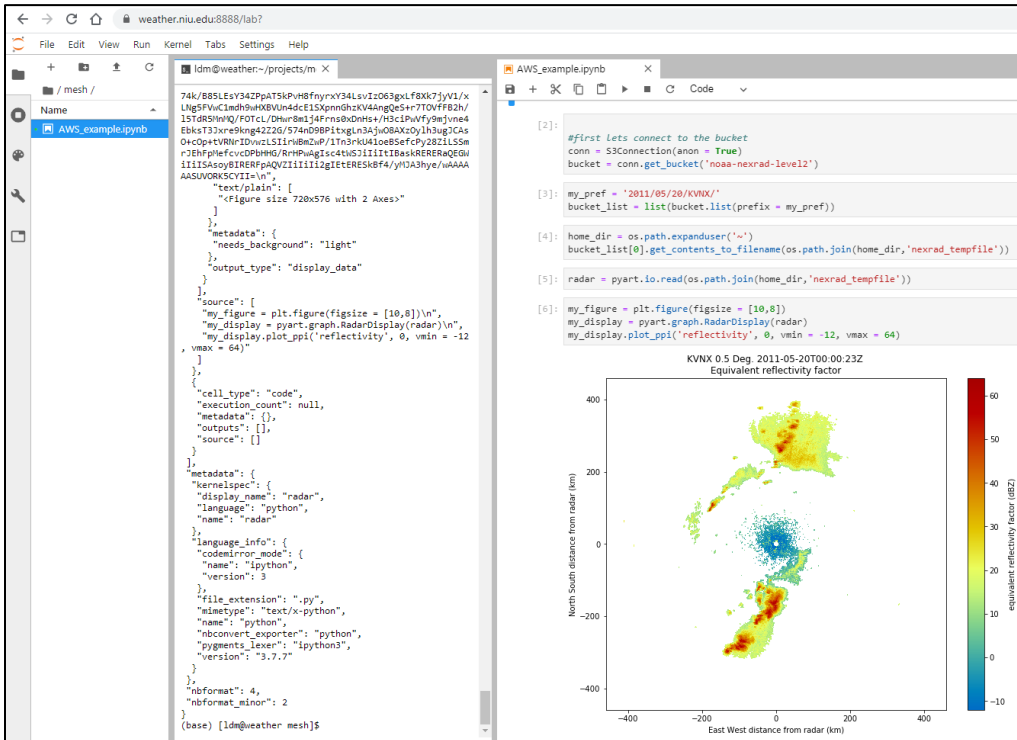 weather.niu.edu:8888/lab?
File Edit View Run Kernel Tabs Settings Help
/ mesh /
Name
AWS_example.ipynb
ldm@weather:~/projects/m
"text/plain": [
"<Figure size 720x576 with 2 Axes>"
]
},
"metadata": {
"needs_background": "light"
},
"output_type": "display_data"
}
],
"source": [
"my_figure = plt.figure(figsize = [10,8])\n",
"my_display = pyart.graph.RadarDisplay(radar)\n",
"my_display.plot_ppi('reflectivity', 0, vmin = -12
, vmax = 64)"
]
},
{
"cell_type": "code",
"execution_count": null,
"metadata": {},
"outputs": [],
"source": []
}
],
"metadata": {
"kernelspec": {
"display_name": "radar",
"language": "python",
"name": "radar"
},
"language_info": {
"codemirror_mode": {
"name": "ipython",
"version": 3
},
"file_extension": ".py",
"mimetype": "text/x-python",
"name": "python",
"nbconvert_exporter": "python",
"pygments_lexer": "ipython3",
"version": "3.7.7"
}
},
"nbformat": 4,
"nbformat_minor": 2
}
(base) [ldm@weather mesh]$
AWS_example.ipynb
Code
[2]:
#first lets connect to the bucket
conn = S3Connection(anon = True)
bucket = conn.get_bucket('noaa-nexrad-level2')
[3]: my_pref = '2011/05/20/KVNX/'
bucket_list = list(bucket.list(prefix = my_pref))
[4]: home_dir = os.path.expanduser('~')
bucket_list[0].get_contents_to_filename(os.path.join(home_dir,'nexrad_tempfile'))
[5]: radar = pyart.io.read(os.path.join(home_dir,'nexrad_tempfile'))
[6]: my_figure = plt.figure(figsize = [10,8])
my_display = pyart.graph.RadarDisplay(radar)
my_display.plot_ppi('reflectivity', 0, vmin = -12, vmax = 64)
KVNX 0.5 Deg. 2011-05-20T00:00:23Z
Equivalent reflectivity factor
North South distance from radar (km)
400
200
0
−200
−400
−400 −200 0 200 400
East West distance from radar (km)
60
50
40
30
20
10
0
−10
equivalent reflectivity factor (dBZ)